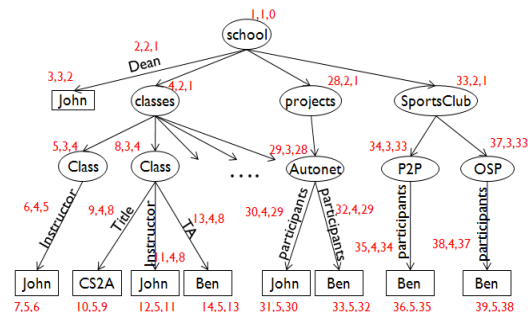 1,1,0
school
2,2,1
Dean
3,3,2
John
4,2,1
classes
28,2,1
projects
33,2,1
SportsClub
5,3,4
Class
8,3,4
Class
....
29,3,28
Autonet
34,3,33
P2P
37,3,33
OSP
6,4,5
Instructor
9,4,8
Title
Instructor
11,4,8
TA
13,4,8
30,4,29
participants
participants
32,4,29
35,4,34
participants
38,4,37
participants
John
CS2A
John
Ben
John
Ben
Ben
Ben
7,5,6
10,5,9
12,5,11
14,5,13
31,5,30
33,5,32
36,5,35
39,5,38